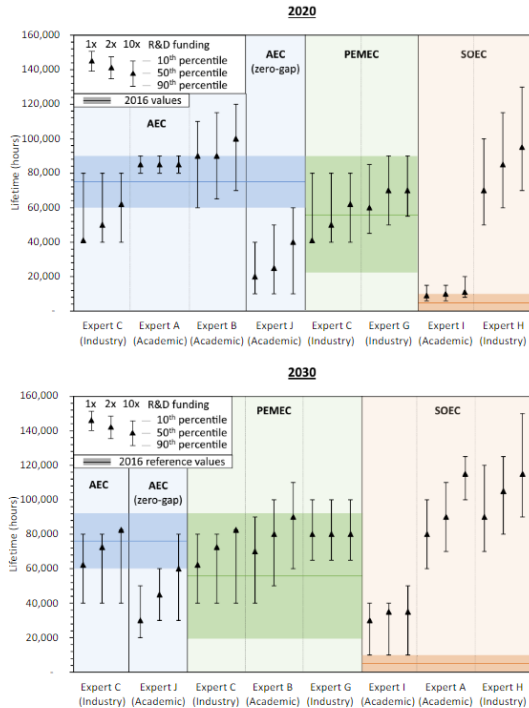 2020
160,000
140,000
120,000
100,000
80,000
60,000
40,000
20,000
-
Lifetime (hours)
1x 2x 10x R&D funding
10th percentile
50th percentile
90th percentile
2016 values
AEC
AEC
(zero-gap)
PEMEC
SOEC
Expert C Expert A Expert B Expert J Expert C Expert G Expert I Expert H
(Industry) (Academic) (Academic) (Academic) (Industry) (Industry) (Academic) (Industry)
2030
160,000
140,000
120,000
100,000
80,000
60,000
40,000
20,000
-
Lifetime (hours)
1x 2x 10x R&D funding
10th percentile
50th percentile
90th percentile
2016 reference values
AEC
AEC
(zero-gap)
PEMEC
SOEC
Expert C Expert J Expert C Expert B Expert G Expert I Expert A Expert H
(Industry) (Academic) (Industry) (Academic) (Industry) (Academic) (Academic) (Industry)